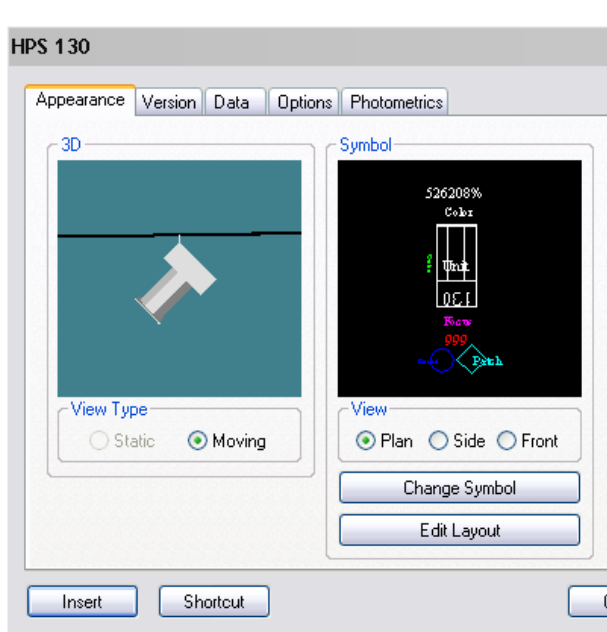 HPS 130
Appearance Version Data Options Photometrics
3D
Symbol
526208%
Color
Unit
130
Focus
999
Patch
View Type
Static Moving
View
Plan Side Front
Change Symbol
Edit Layout
Insert Shortcut